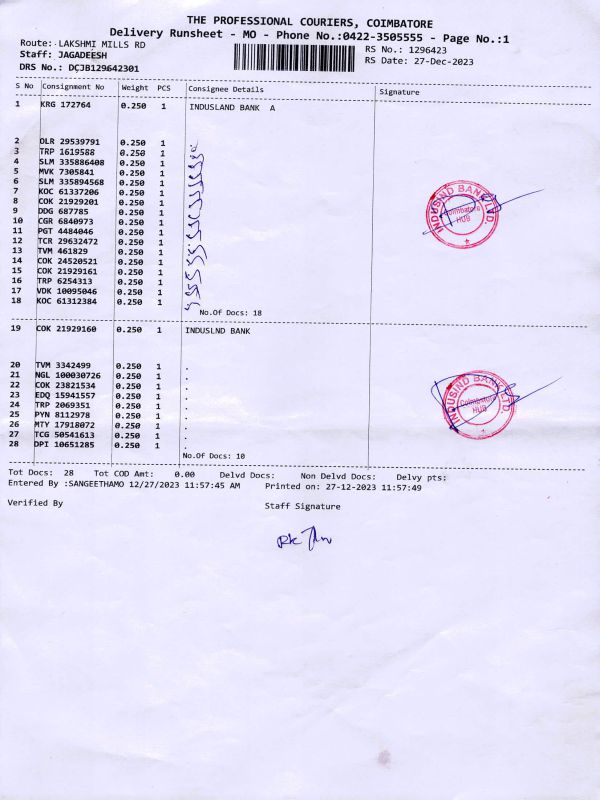 THE PROFESSIONAL COURIERS, COIMBATORE
Delivery Runsheet - MO - Phone No.:0422-3505555 - Page No.:1
Route: LAKSHMI MILLS RD
RS No.: 1296423
Staff: JAGADEESH
RS Date: 27-Dec-2023
DRS No.: DCJB129642301
S No Consignment No Weight PCS Consignee Details Signature
1 KRG 172764 0.250 1 INDUSLAND BANK A
2 DLR 29539791 0.250 1
3 TRP 1619588 0.250 1
4 SLM 335886408 0.250 1
5 MVK 7305841 0.250 1
6 SLM 335894568 0.250 1
7 KOC 61337206 0.250 1
8 COK 21929201 0.250 1
9 DDG 687785 0.250 1
10 CGR 6840973 0.250 1
11 PGT 4484046 0.250 1
12 TCR 29632472 0.250 1
13 TVM 461829 0.250 1
14 COK 24520521 0.250 1
15 COK 21929161 0.250 1
16 TRP 6254313 0.250 1
17 VDK 10095046 0.250 1
18 KOC 61312384 0.250 1
No.Of Docs: 18
INDUSIND BANK LTD.
Coimbatore
HUB
19 COK 21929160 0.250 1 INDUSLND BANK
20 TVM 3342499 0.250 1 .
21 NGL 100030726 0.250 1 .
22 COK 23821534 0.250 1 .
23 EDQ 15941557 0.250 1 .
24 TRP 2069351 0.250 1 .
25 PYN 8112978 0.250 1 .
26 MTY 17918072 0.250 1 .
27 TCG 50541613 0.250 1 .
28 DPI 10651285 0.250 1 .
No.Of Docs: 10
INDUSIND BANK LTD.
Coimbatore
HUB
Tot Docs: 28 Tot COD Amt: 0.00 Delvd Docs: Non Delvd Docs: Delvy pts:
Entered By :SANGEETHAMO 12/27/2023 11:57:45 AM Printed on: 27-12-2023 11:57:49
Verified By
Staff Signature